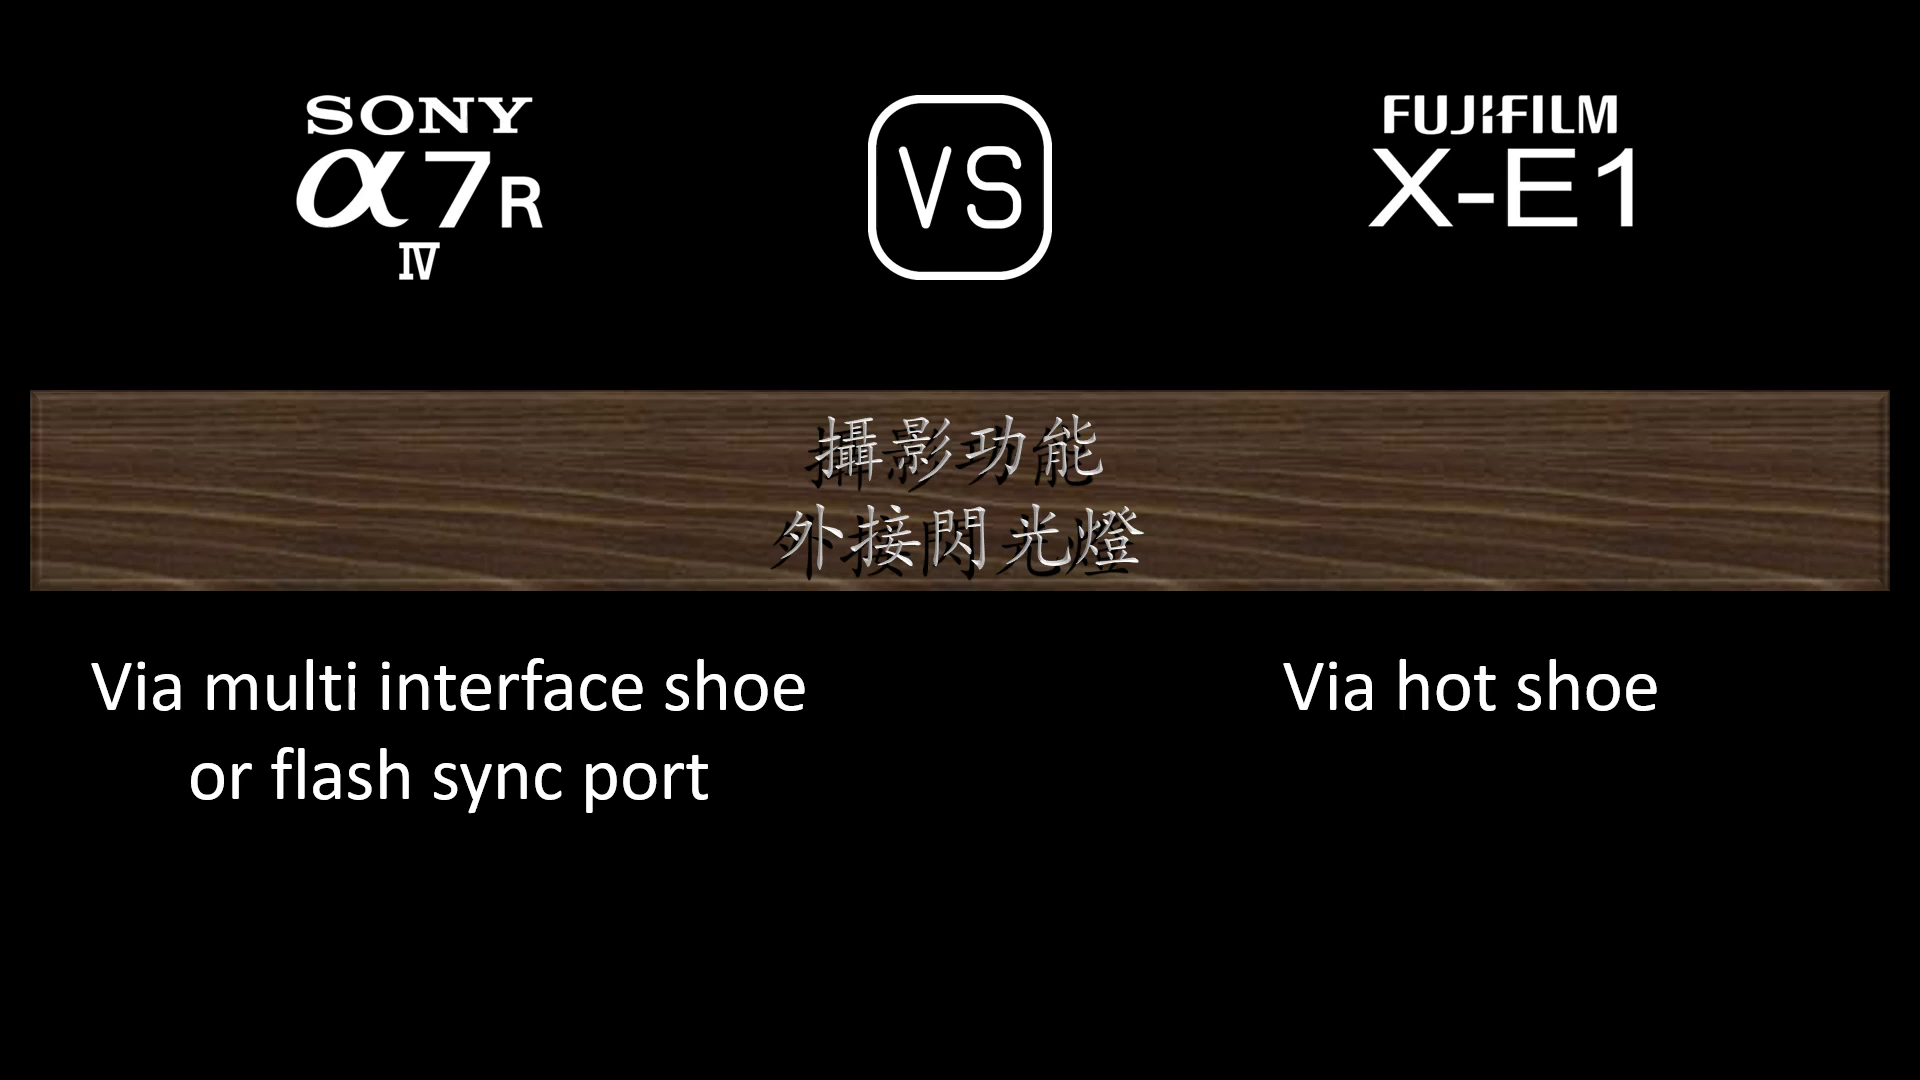 SONY
α7R
IV
VS
FUJIFILM
X-E1
攝影功能
外接閃光燈
Via multi interface shoe
or flash sync port
Via hot shoe